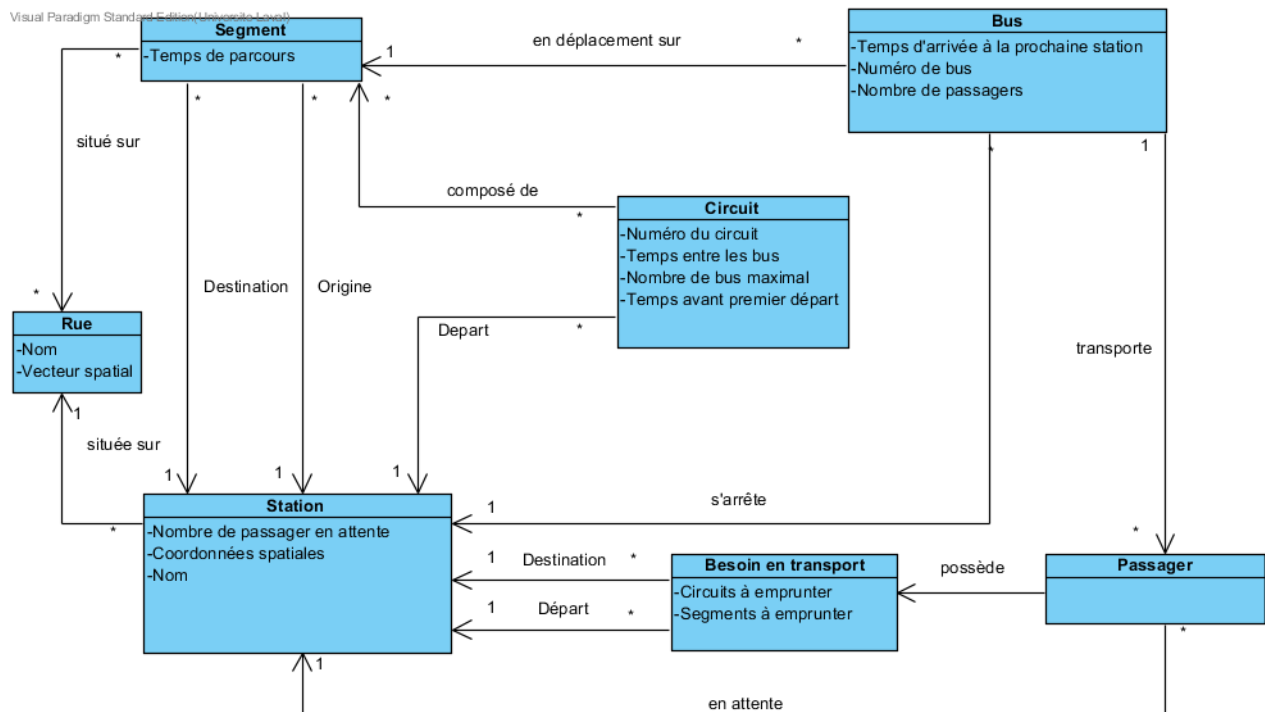 Visual Paradigm Standard Edition(Universite Laval)
Segment
-Temps de parcours
Bus
-Temps d'arrivée à la prochaine station
-Numéro de bus
-Nombre de passagers
1
en déplacement sur
*
*
situé sur
*
*
*
*
*
1
composé de
*
Circuit
-Numéro du circuit
-Temps entre les bus
-Nombre de bus maximal
-Temps avant premier départ
Destination
Origine
Depart
*
transporte
*
Rue
-Nom
-Vecteur spatial
1
située sur
*
1
1
1
Station
-Nombre de passager en attente
-Coordonnées spatiales
-Nom
1
s'arrête
1
Destination
*
1
Départ
*
Besoin en transport
-Circuits à emprunter
-Segments à emprunter
possède
*
Passager
*
1
en attente